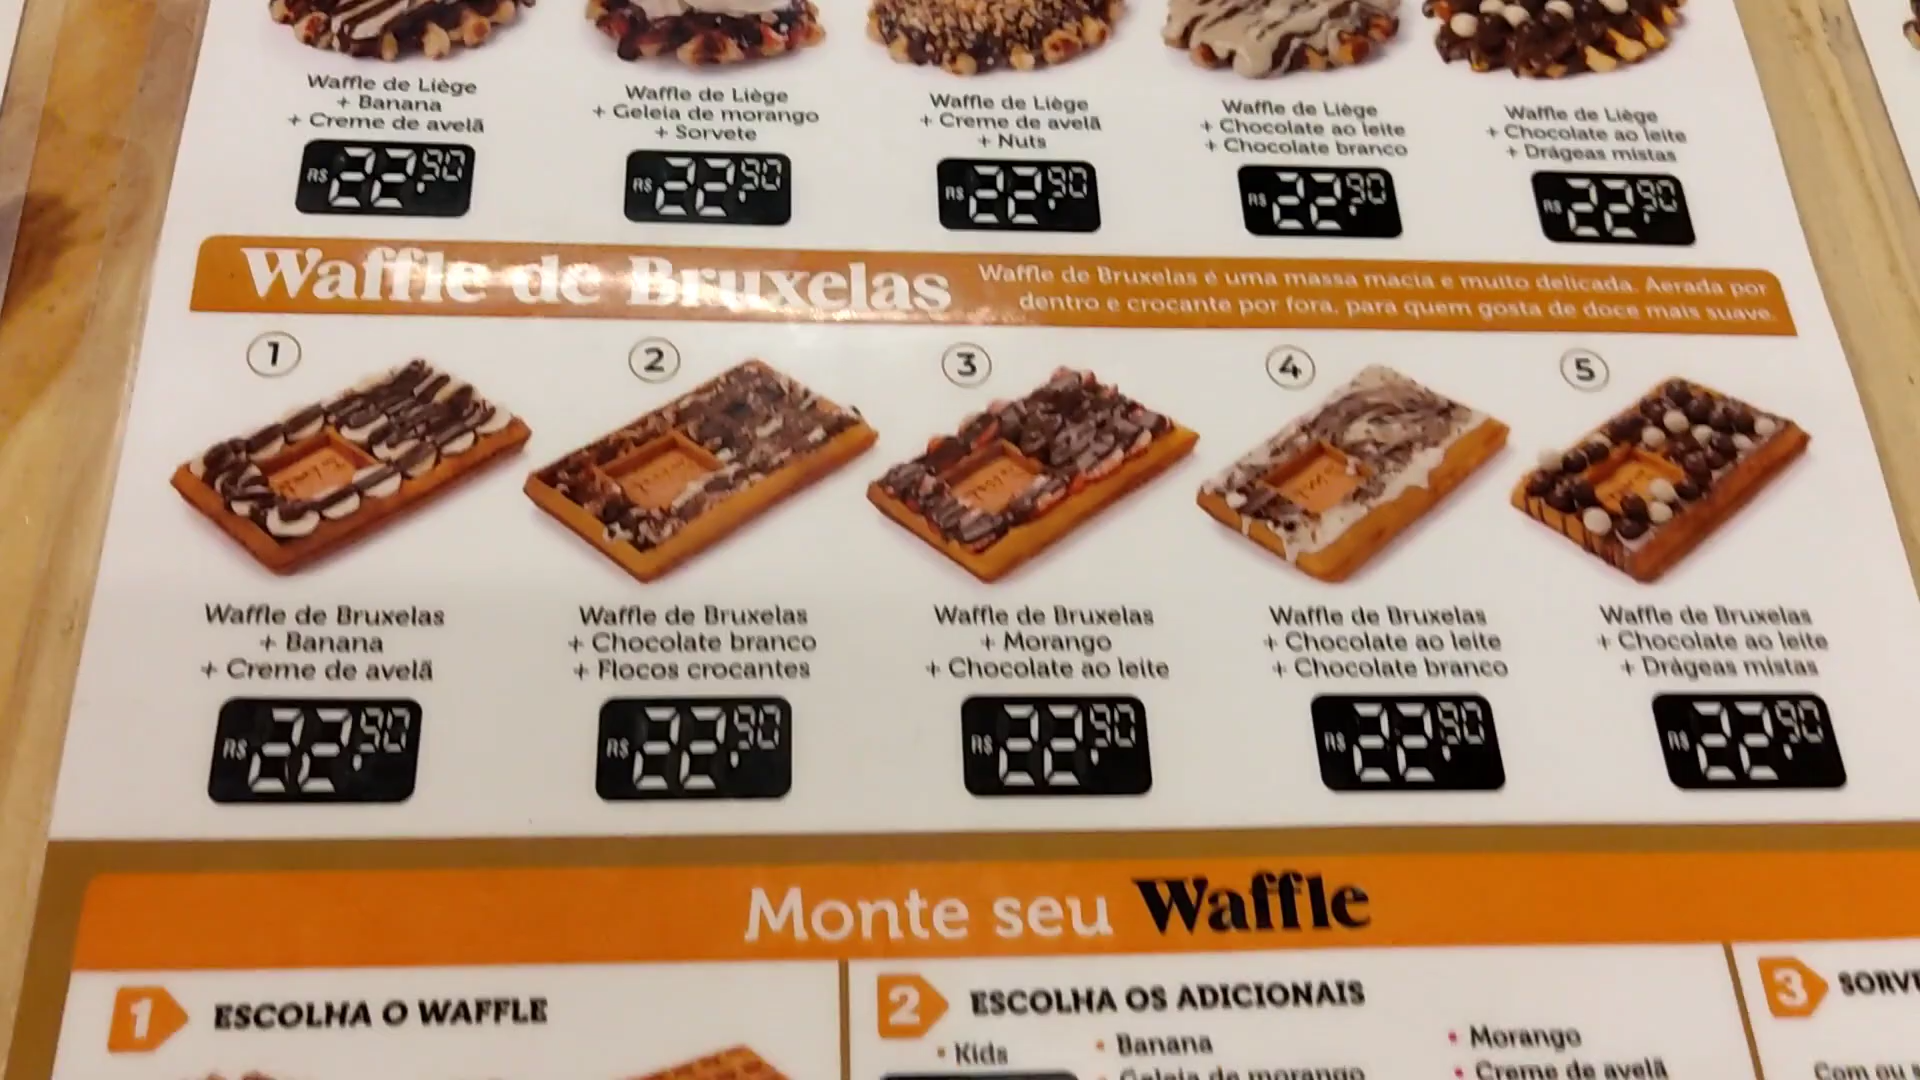 Waffle de Liège
+ Banana
+ Creme de avelã
R$ 22,90
Waffle de Liège
+ Geleia de morango
+ Sorvete
R$ 22,90
Waffle de Liège
+ Creme de avelã
+ Nuts
R$ 22,90
Waffle de Liège
+ Chocolate ao leite
+ Chocolate branco
R$ 22,90
Waffle de Liège
+ Chocolate ao leite
+ Drágeas mistas
R$ 22,90
Waffle de Bruxelas
Waffle de Bruxelas é uma massa macia e muito delicada. Aerada por
dentro e crocante por fora, para quem gosta de doce mais suave.
1
2
3
4
5
Waffle de Bruxelas
+ Banana
+ Creme de avelã
R$ 22,90
Waffle de Bruxelas
+ Chocolate branco
+ Flocos crocantes
R$ 22,90
Waffle de Bruxelas
+ Morango
+ Chocolate ao leite
R$ 22,90
Waffle de Bruxelas
+ Chocolate ao leite
+ Chocolate branco
R$ 22,90
Waffle de Bruxelas
+ Chocolate ao leite
+ Drágeas mistas
R$ 22,90
Monte seu Waffle
1 ESCOLHA O WAFFLE
2 ESCOLHA OS ADICIONAIS
• Kids
• Banana
• Geleia de morango
• Morango
• Creme de avelã
3 SORVE
Com ou s